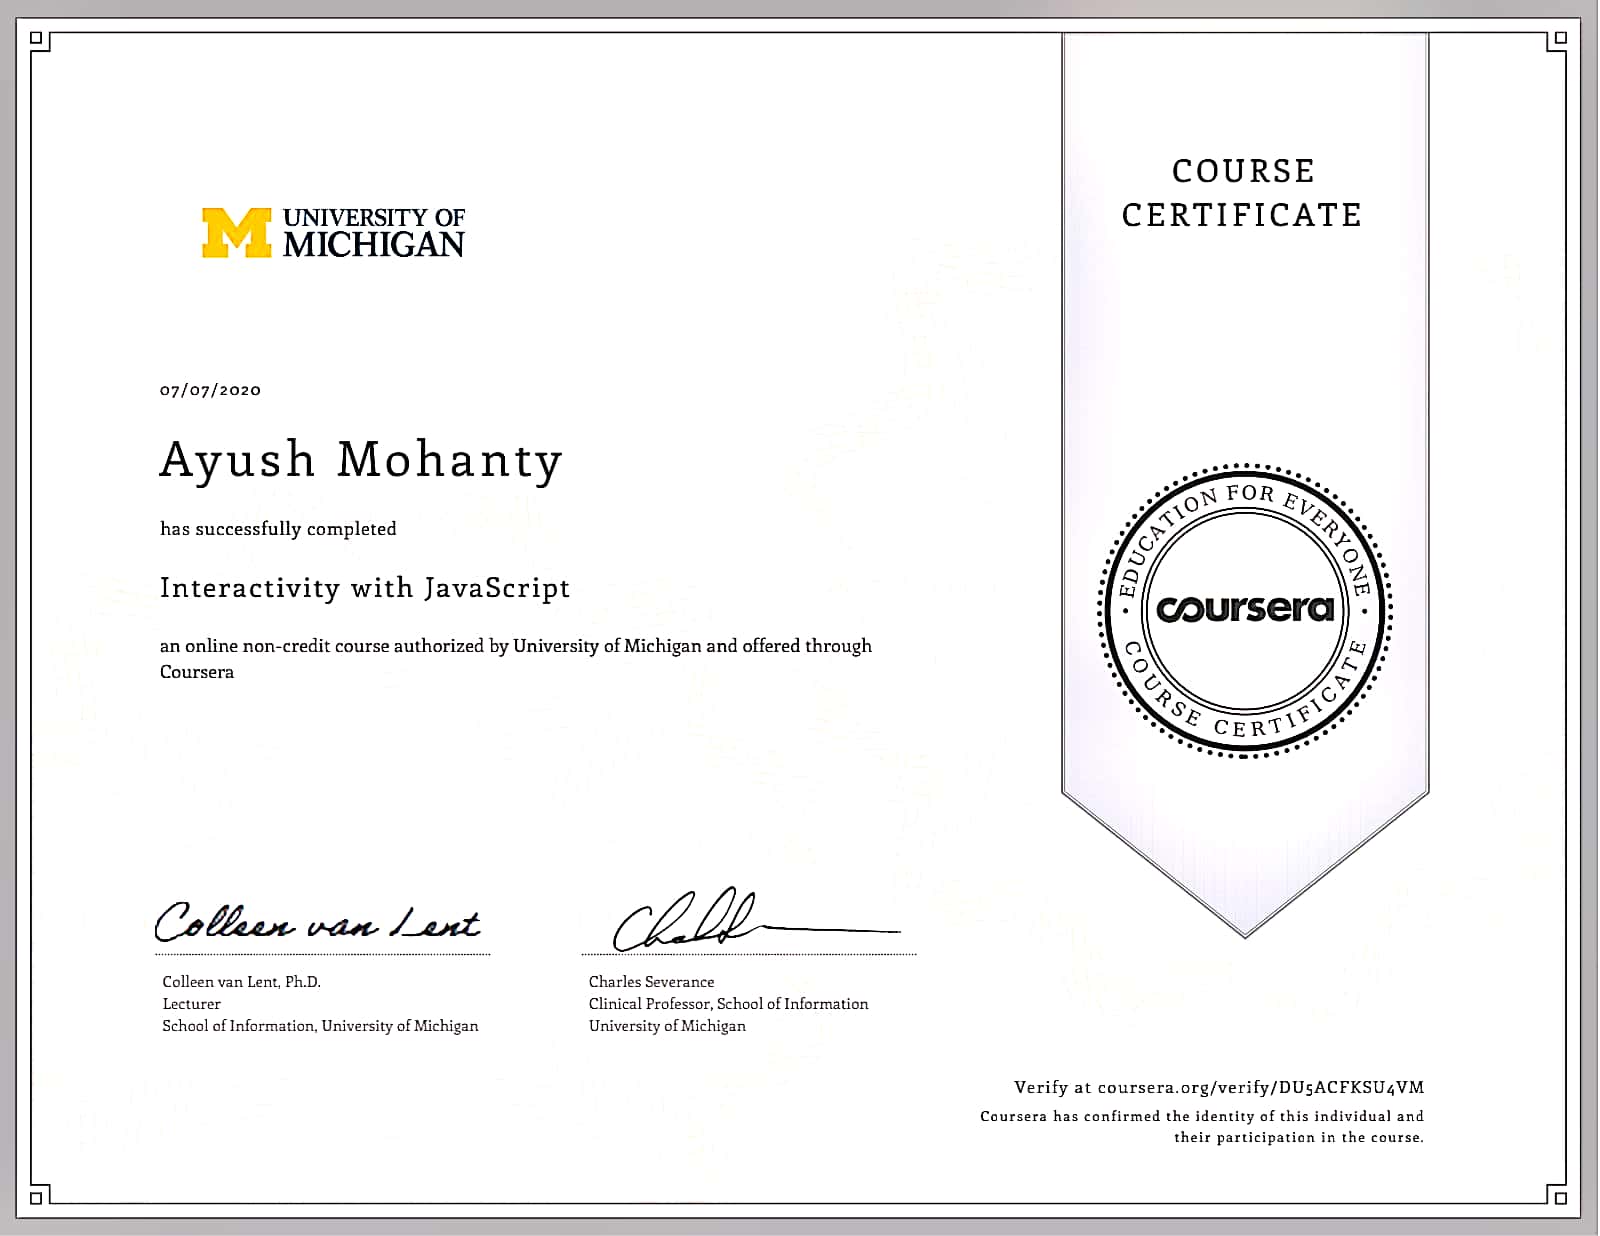 UNIVERSITY OF
MICHIGAN
COURSE
CERTIFICATE
07/07/2020
Ayush Mohanty
has successfully completed
Interactivity with JavaScript
an online non-credit course authorized by University of Michigan and offered through
Coursera
EDUCATION FOR EVERYONE
coursera
COURSE CERTIFICATE
Colleen van Lent
Colleen van Lent, Ph.D.
Lecturer
School of Information, University of Michigan
Charles Severance
Clinical Professor, School of Information
University of Michigan
Verify at coursera.org/verify/DU5ACFKSU4VM
Coursera has confirmed the identity of this individual and
their participation in the course.